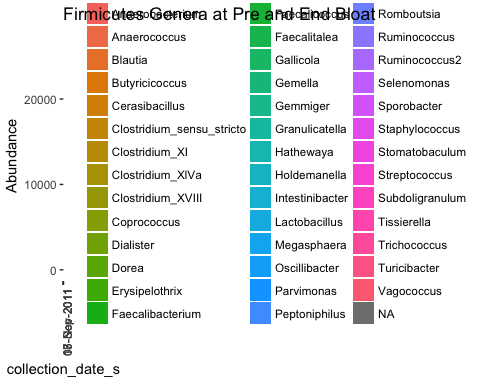 Firmicutes Genera at Pre and End Bloat
Anaerococcus
Blautia
Butyricicoccus
Cerasibacillus
Clostridium_sensu_stricto
Clostridium_XI
Clostridium_XlVa
Clostridium_XVIII
Coprococcus
Dialister
Dorea
Erysipelothrix
Faecalibacterium
Faecalicoccus
Faecalitalea
Gallicola
Gemella
Gemmiger
Granulicatella
Hathewaya
Holdemanella
Intestinibacter
Lactobacillus
Megasphaera
Oscillibacter
Parvimonas
Peptoniphilus
Romboutsia
Ruminococcus
Ruminococcus2
Selenomonas
Sporobacter
Staphylococcus
Stomatobaculum
Streptococcus
Subdoligranulum
Tissierella
Trichococcus
Turicibacter
Vagococcus
NA
Abundance
20000
10000
0
collection_date_s